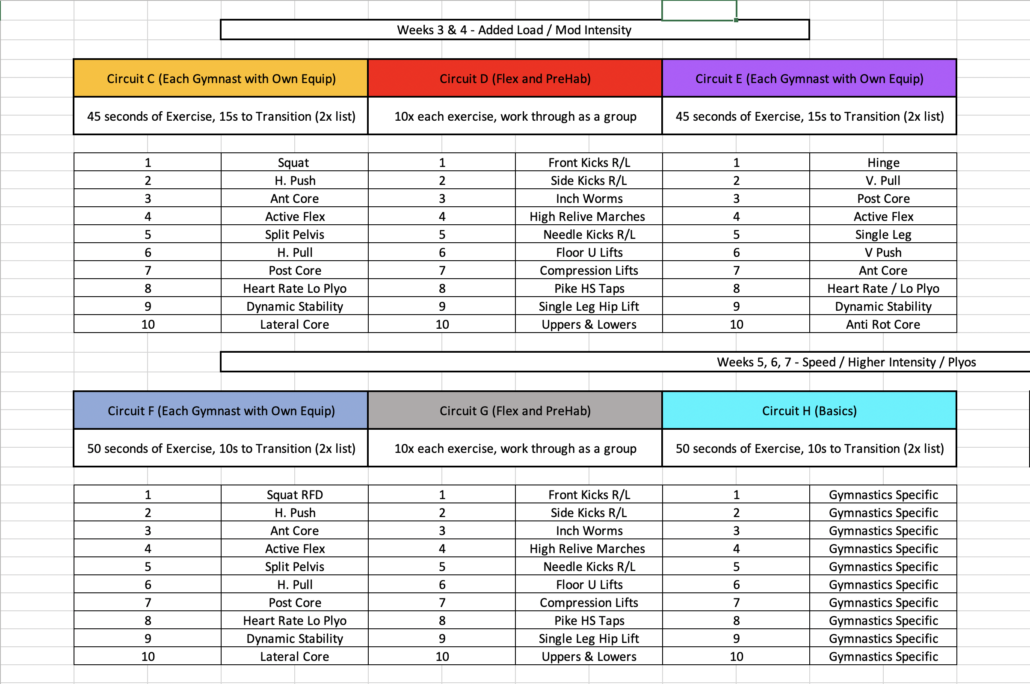 Weeks 3 & 4 - Added Load / Mod Intensity
Circuit C (Each Gymnast with Own Equip) Circuit D (Flex and PreHab) Circuit E (Each Gymnast with Own Equip)
45 seconds of Exercise, 15s to Transition (2x list) 10x each exercise, work through as a group 45 seconds of Exercise, 15s to Transition (2x list)
1 Squat 1 Front Kicks R/L 1 Hinge
2 H. Push 2 Side Kicks R/L 2 V. Pull
3 Ant Core 3 Inch Worms 3 Post Core
4 Active Flex 4 High Relive Marches 4 Active Flex
5 Split Pelvis 5 Needle Kicks R/L 5 Single Leg
6 H. Pull 6 Floor U Lifts 6 V Push
7 Post Core 7 Compression Lifts 7 Ant Core
8 Heart Rate Lo Plyo 8 Pike HS Taps 8 Heart Rate / Lo Plyo
9 Dynamic Stability 9 Single Leg Hip Lift 9 Dynamic Stability
10 Lateral Core 10 Uppers & Lowers 10 Anti Rot Core
Weeks 5, 6, 7 - Speed / Higher Intensity / Plyos
Circuit F (Each Gymnast with Own Equip) Circuit G (Flex and PreHab) Circuit H (Basics)
50 seconds of Exercise, 10s to Transition (2x list) 10x each exercise, work through as a group 50 seconds of Exercise, 10s to Transition (2x list)
1 Squat RFD 1 Front Kicks R/L 1 Gymnastics Specific
2 H. Push 2 Side Kicks R/L 2 Gymnastics Specific
3 Ant Core 3 Inch Worms 3 Gymnastics Specific
4 Active Flex 4 High Relive Marches 4 Gymnastics Specific
5 Split Pelvis 5 Needle Kicks R/L 5 Gymnastics Specific
6 H. Pull 6 Floor U Lifts 6 Gymnastics Specific
7 Post Core 7 Compression Lifts 7 Gymnastics Specific
8 Heart Rate Lo Plyo 8 Pike HS Taps 8 Gymnastics Specific
9 Dynamic Stability 9 Single Leg Hip Lift 9 Gymnastics Specific
10 Lateral Core 10 Uppers & Lowers 10 Gymnastics Specific